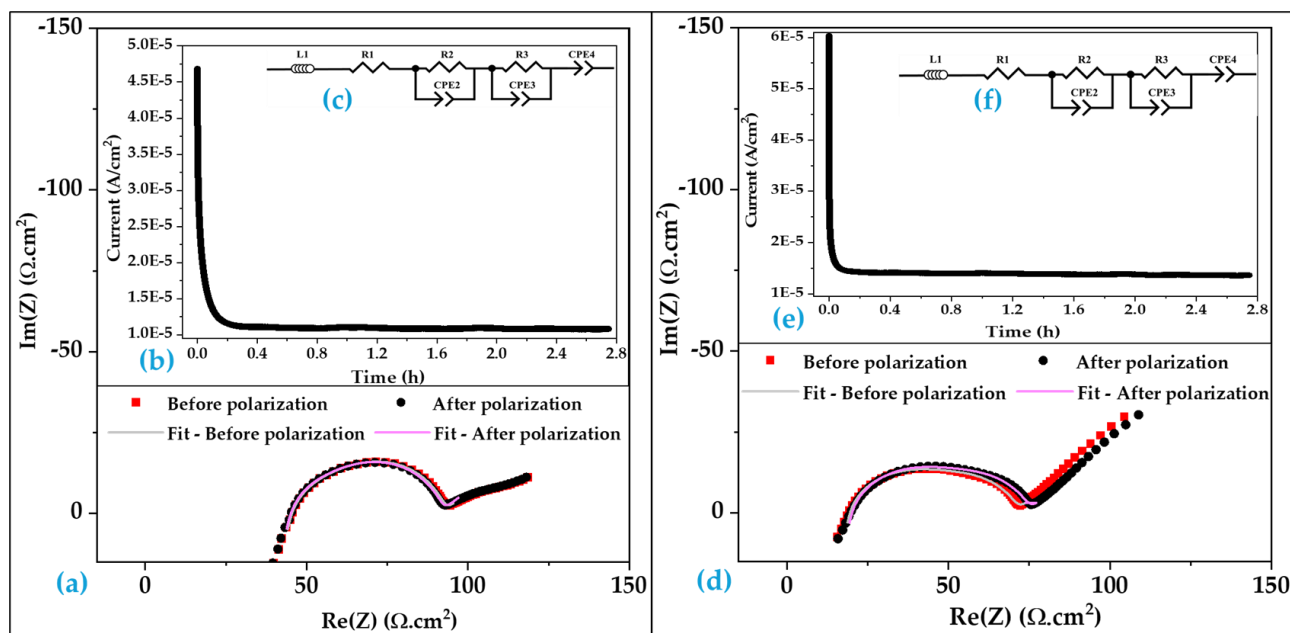 -150
-100
-50
0
Im(Z) (Ω.cm²)
0 50 100 150
Re(Z) (Ω.cm²)
(a)
5.0E-5
4.5E-5
4.0E-5
3.5E-5
3.0E-5
2.5E-5
2.0E-5
1.5E-5
1.0E-5
Current (A/cm²)
0.0 0.4 0.8 1.2 1.6 2.0 2.4 2.8
Time (h)
(b)
L1 R1 R2 R3 CPE4
CPE2 CPE3
(c)
Before polarization After polarization
Fit - Before polarization Fit - After polarization
-150
-100
-50
0
Im(Z) (Ω.cm²)
0 50 100 150
Re(Z) (Ω.cm²)
(d)
6E-5
5E-5
4E-5
3E-5
2E-5
1E-5
Current (A/cm²)
0.0 0.4 0.8 1.2 1.6 2.0 2.4 2.8
Time (h)
(e)
L1 R1 R2 R3 CPE4
CPE2 CPE3
(f)
Before polarization After polarization
Fit - Before polarization Fit - After polarization